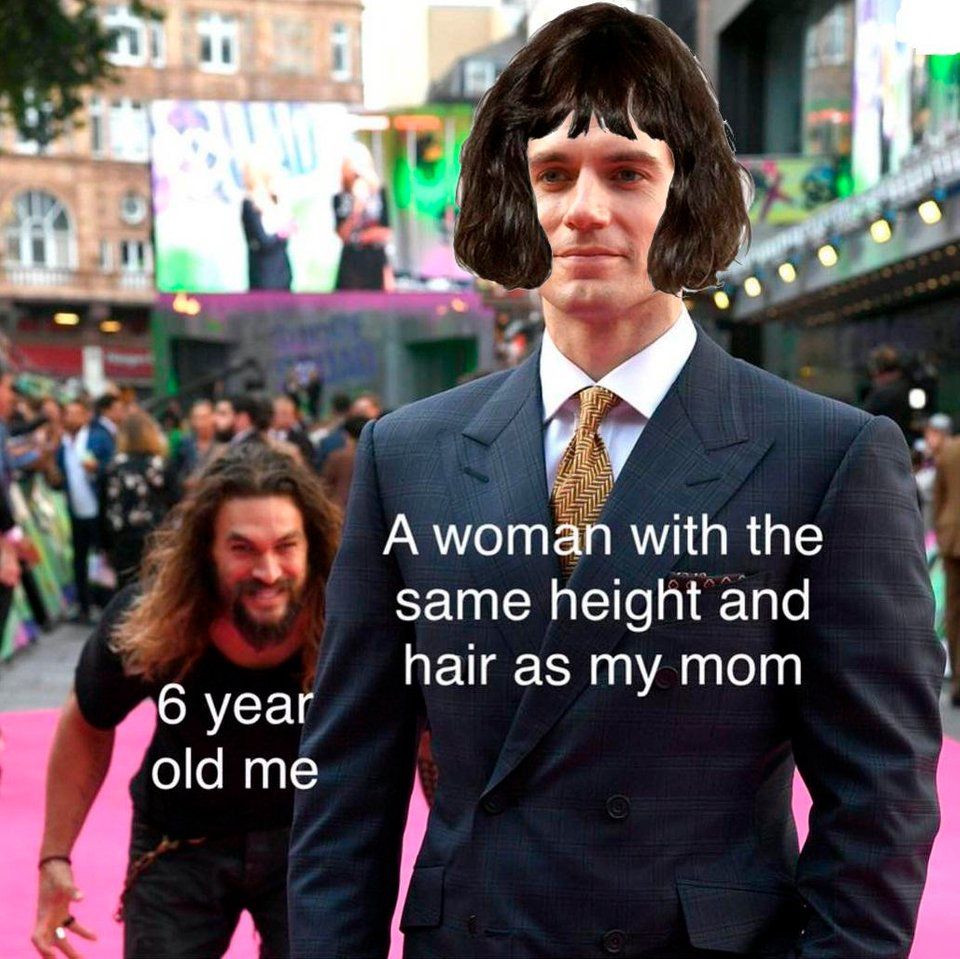 A woman with the
same height and
hair as my mom
6 year
old me